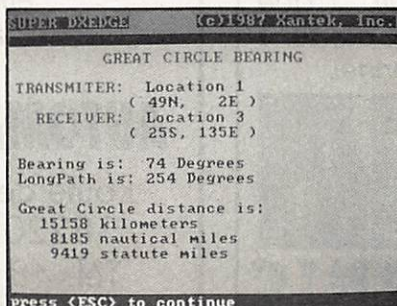 SUPER DXEDGE (c)1987 Xantek, Inc.
GREAT CIRCLE BEARING
TRANSMITER: Location 1
( 49N, 2E )
RECEIVER: Location 3
( 25S, 135E )
Bearing is: 74 Degrees
LongPath is: 254 Degrees
Great Circle distance is:
15158 kilometers
8185 nautical miles
9419 statute miles
press <ESC> to continue